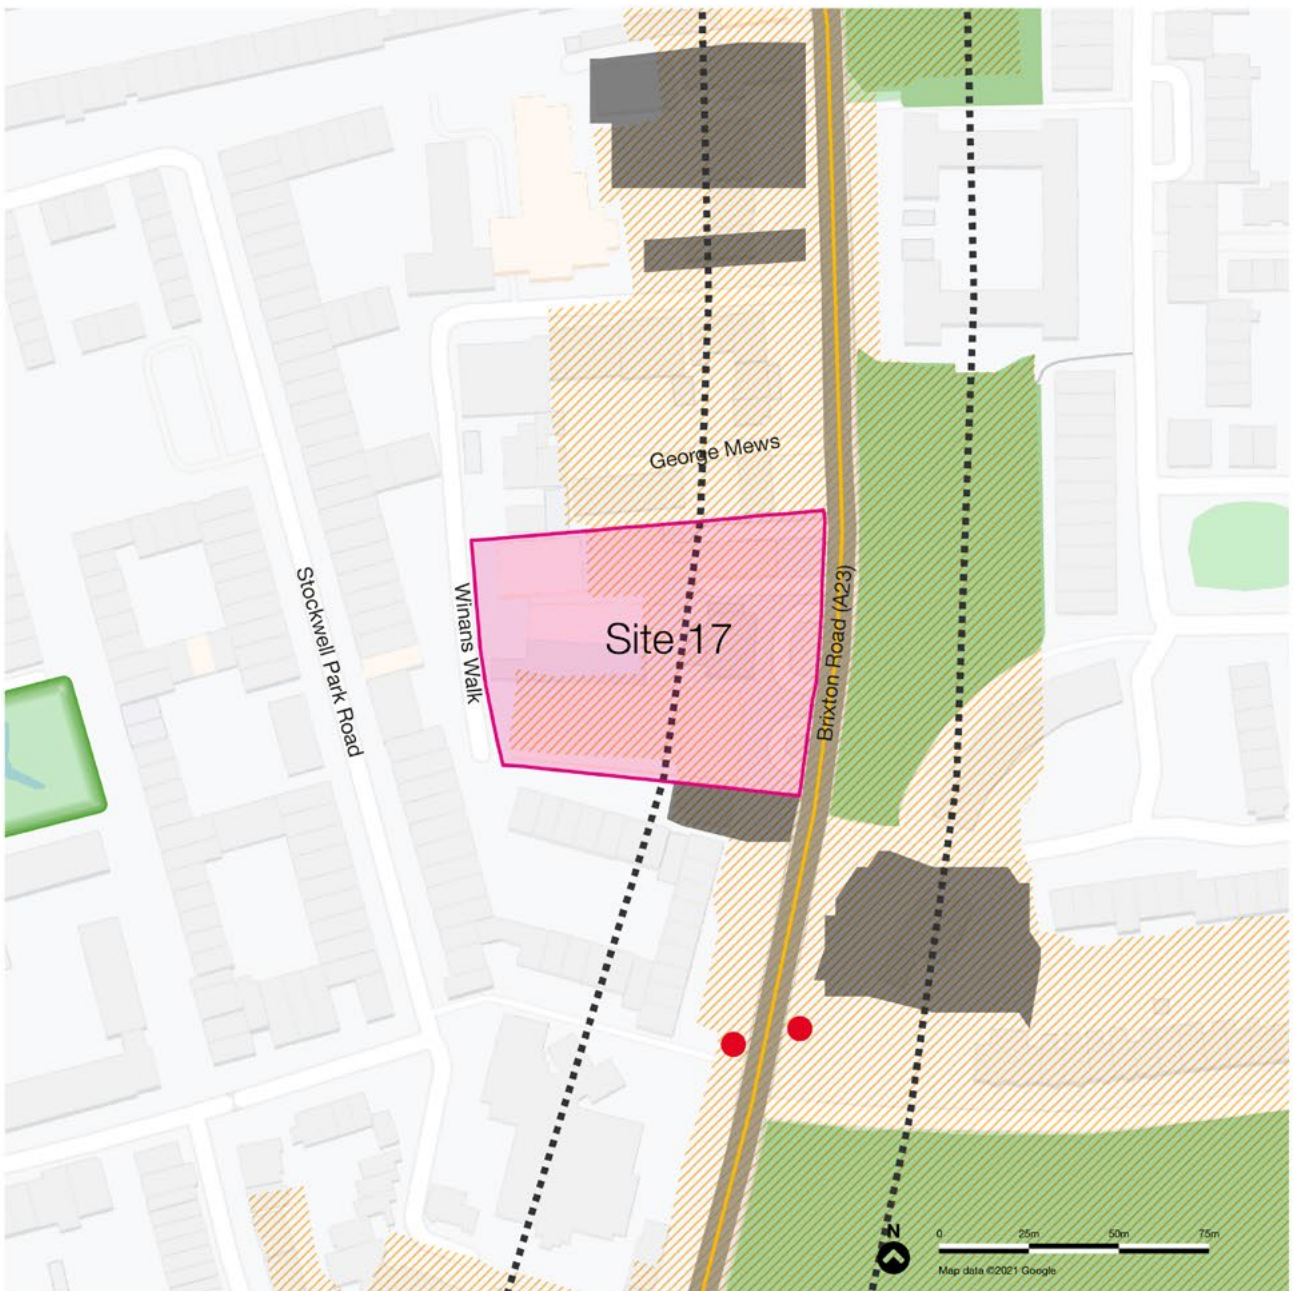 George Mews
Site 17
Winans Walk
Stockwell Park Road
Brixton Road (A23)
N
0 25m 50m 75m
Map data ©2021 Google